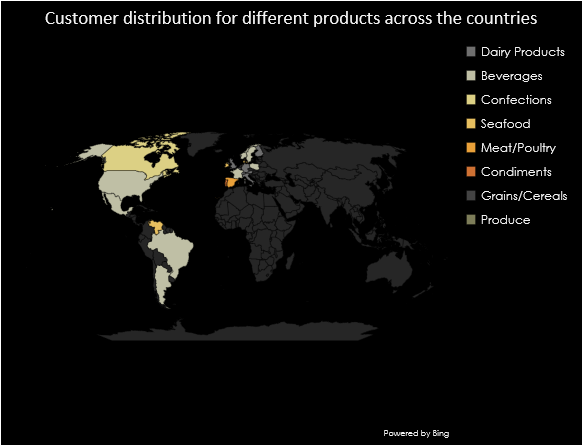 Customer distribution for different products across the countries
Dairy Products
Beverages
Confections
Seafood
Meat/Poultry
Condiments
Grains/Cereals
Produce
Powered by Bing